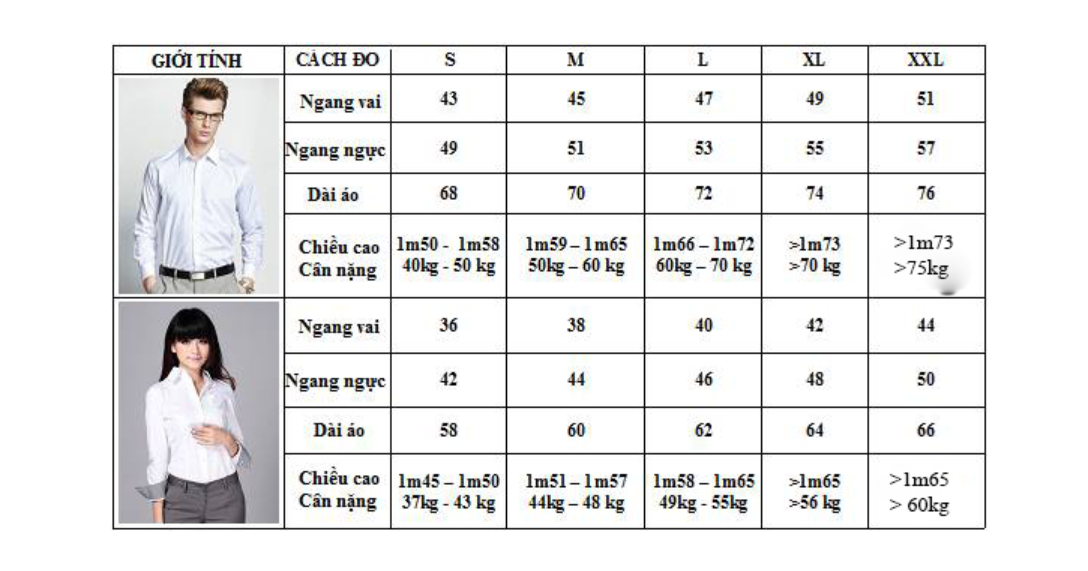 GIỚI TÍNH CÁCH ĐO S M L XL XXL
Ngang vai 43 45 47 49 51
Ngang ngực 49 51 53 55 57
Dài áo 68 70 72 74 76
Chiều cao 1m50 - 1m58 1m59 – 1m65 1m66 – 1m72 >1m73 >1m73
Cân nặng 40kg - 50 kg 50kg – 60 kg 60kg – 70 kg >70 kg >75kg
Ngang vai 36 38 40 42 44
Ngang ngực 42 44 46 48 50
Dài áo 58 60 62 64 66
Chiều cao 1m45 – 1m50 1m51 – 1m57 1m58 – 1m65 >1m65 >1m65
Cân nặng 37kg - 43 kg 44kg – 48 kg 49kg - 55kg >56 kg > 60kg